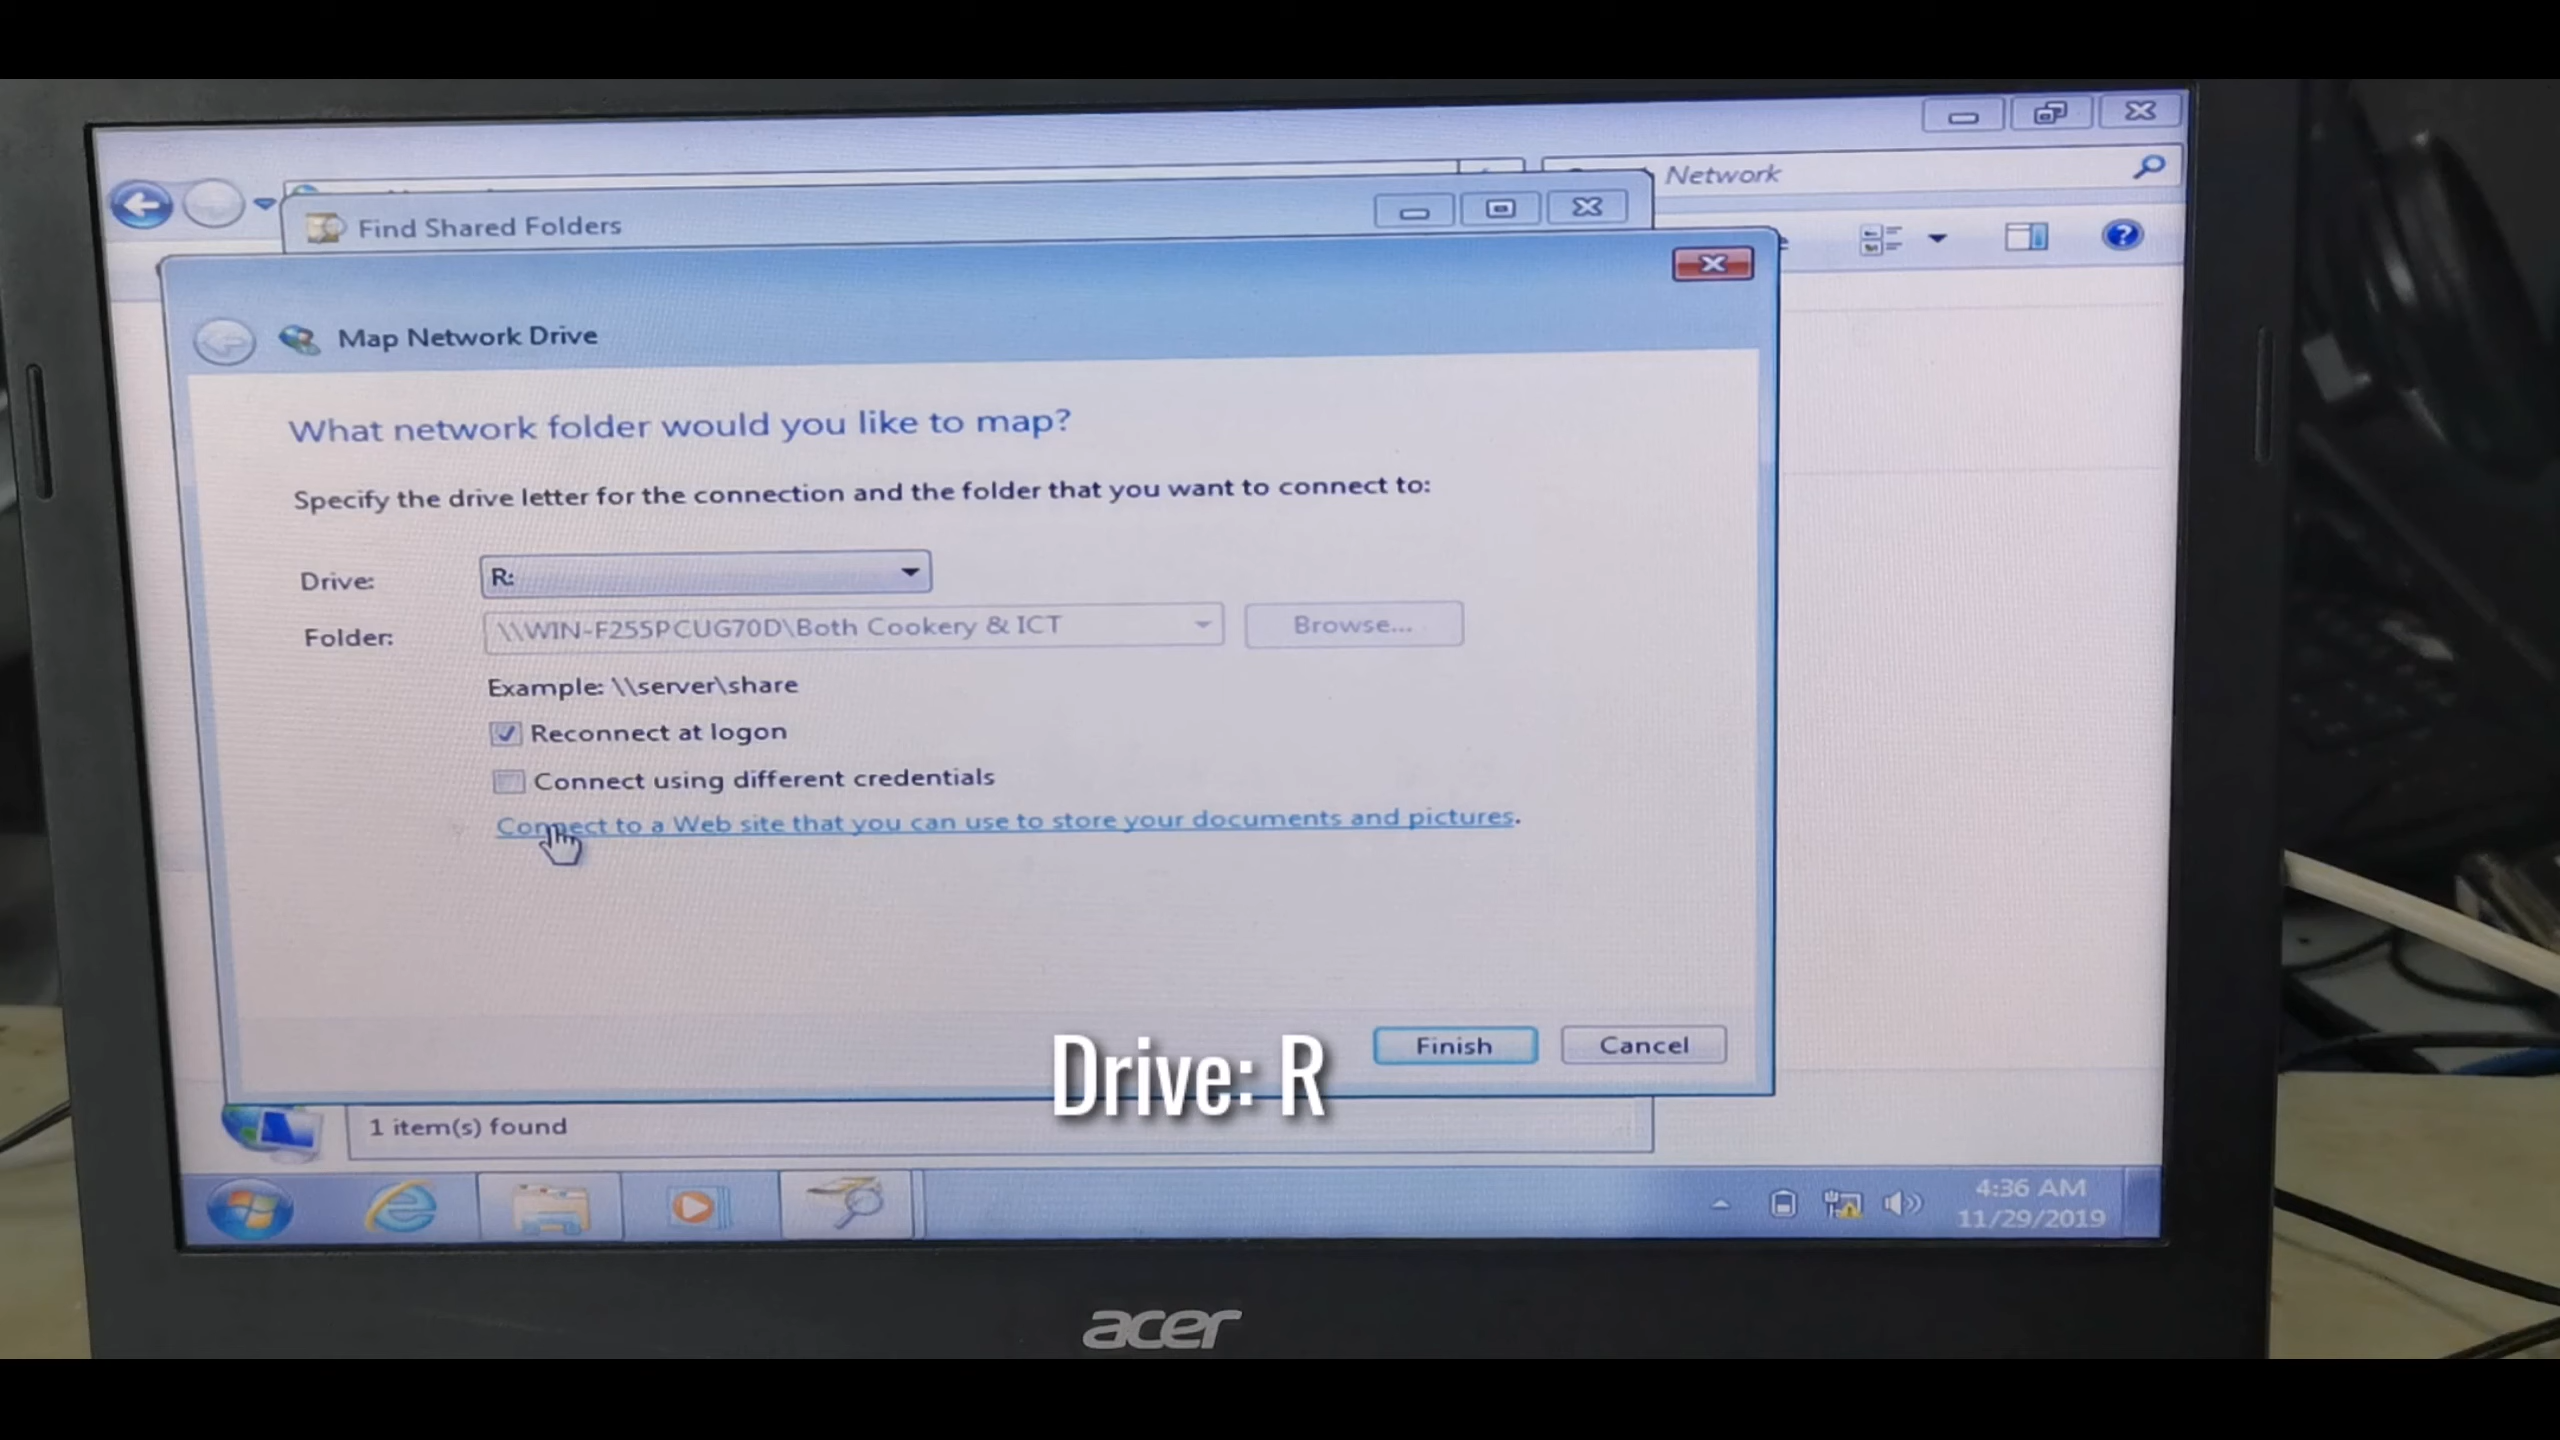 Network
Find Shared Folders
Map Network Drive
What network folder would you like to map?
Specify the drive letter for the connection and the folder that you want to connect to:
Drive: R:
Folder: \\WIN-F255PCUG70D\Both Cookery & ICT Browse...
Example: \\server\share
Reconnect at logon
Connect using different credentials
Connect to a Web site that you can use to store your documents and pictures.
Finish Cancel
Drive: R
1 item(s) found
4:36 AM
11/29/2019
acer